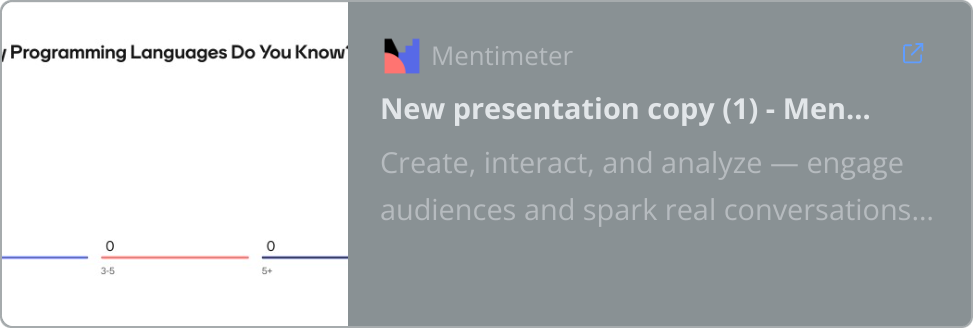 Programming Languages Do You Know?
0
0
3-5
5+
Mentimeter
New presentation copy (1) - Men...
Create, interact, and analyze — engage
audiences and spark real conversations...